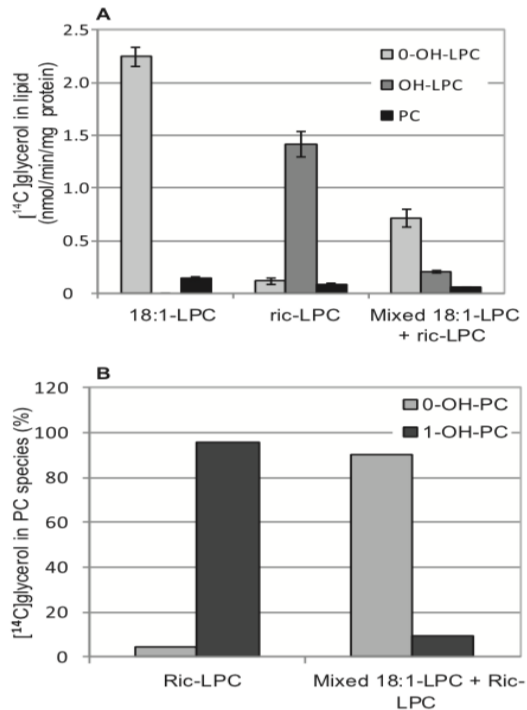 A
[14C]glycerol in lipid
(nmol/min/mg protein)
2.5
2.0
1.5
1.0
0.5
0
0-OH-LPC
OH-LPC
PC
18:1-LPC
ric-LPC
Mixed 18:1-LPC
+ ric-LPC
B
[14C]glycerol in PC species (%)
120
100
80
60
40
20
0
0-OH-PC
1-OH-PC
Ric-LPC
Mixed 18:1-LPC + Ric-
LPC